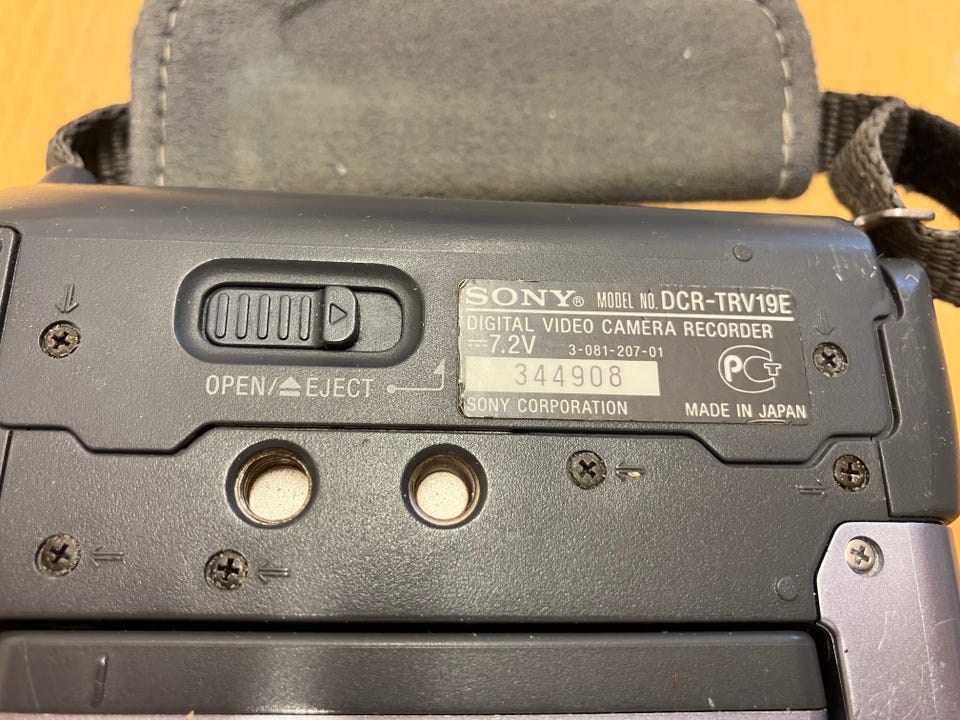 OPEN/⏏EJECT
SONY® MODEL NO. DCR-TRV19E
DIGITAL VIDEO CAMERA RECORDER
⎓7.2V 3-081-207-01
344908
PCT
SONY CORPORATION MADE IN JAPAN